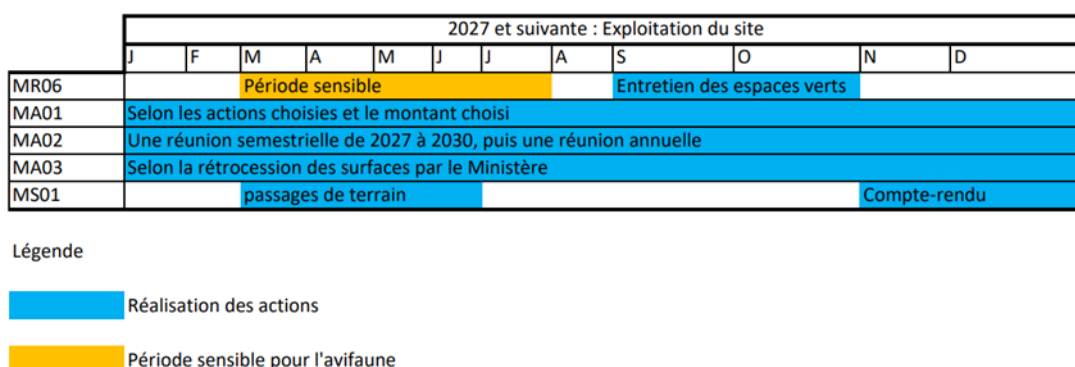 2027 et suivante : Exploitation du site
J F M A M J J A S O N D
MR06 Période sensible Entretien des espaces verts
MA01 Selon les actions choisies et le montant choisi
MA02 Une réunion semestrielle de 2027 à 2030, puis une réunion annuelle
MA03 Selon la rétrocession des surfaces par le Ministère
MS01 passages de terrain Compte-rendu
Légende
Réalisation des actions
Période sensible pour l'avifaune